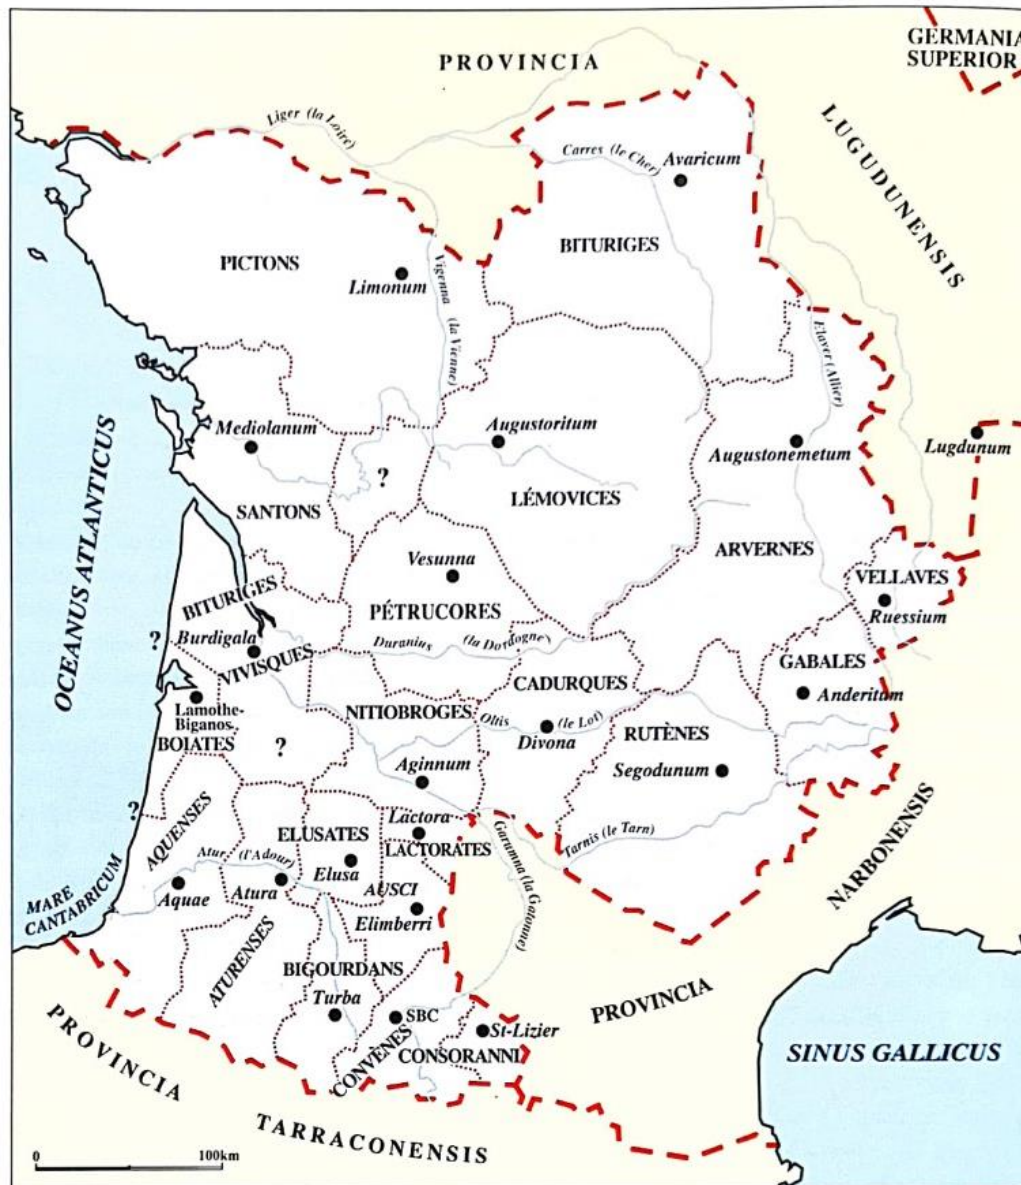 GERMANIA
SUPERIOR
PROVINCIA
LUGUDUNENSIS
Liger (la Loire)
Carres (le Cher)
Avaricum
BITURIGES
PICTONS
Limonum
Vigenna (la Vienne)
Elaver (Allier)
Mediolanum
Augustoritum
Augustonemetum
Lugdunum
?
LÉMOVICES
SANTONS
OCEANUS ATLANTICUS
ARVERNES
Vesunna
VELLAVES
PÉTRUCORES
Ruessium
BITURIGES
VIVISQUES
?
Burdigala
Duranius (la Dordogne)
GABALES
CADURQUES
Anderitum
Lamothe-
Biganos
BOIATES
NITIOBROGES
Oltis (le Lot)
Divona
RUTÈNES
?
Aginnum
Segodunum
?
AQUENSES
ELUSATES
Lactora
LACTORATES
Tarnis (le Tarn)
NARBONENSIS
Garumna (la Garonne)
Atur (l'Adour)
Elusa
MARE
CANTABRICUM
Aquae
Atura
AUSCI
Elimberri
ATURENSES
BIGOURDANS
Turba
SBC
St-Lizier
PROVINCIA
CONVÈNES
CONSORANNI
SINUS GALLICUS
PROVINCIA
TARRACONENSIS
0 100km